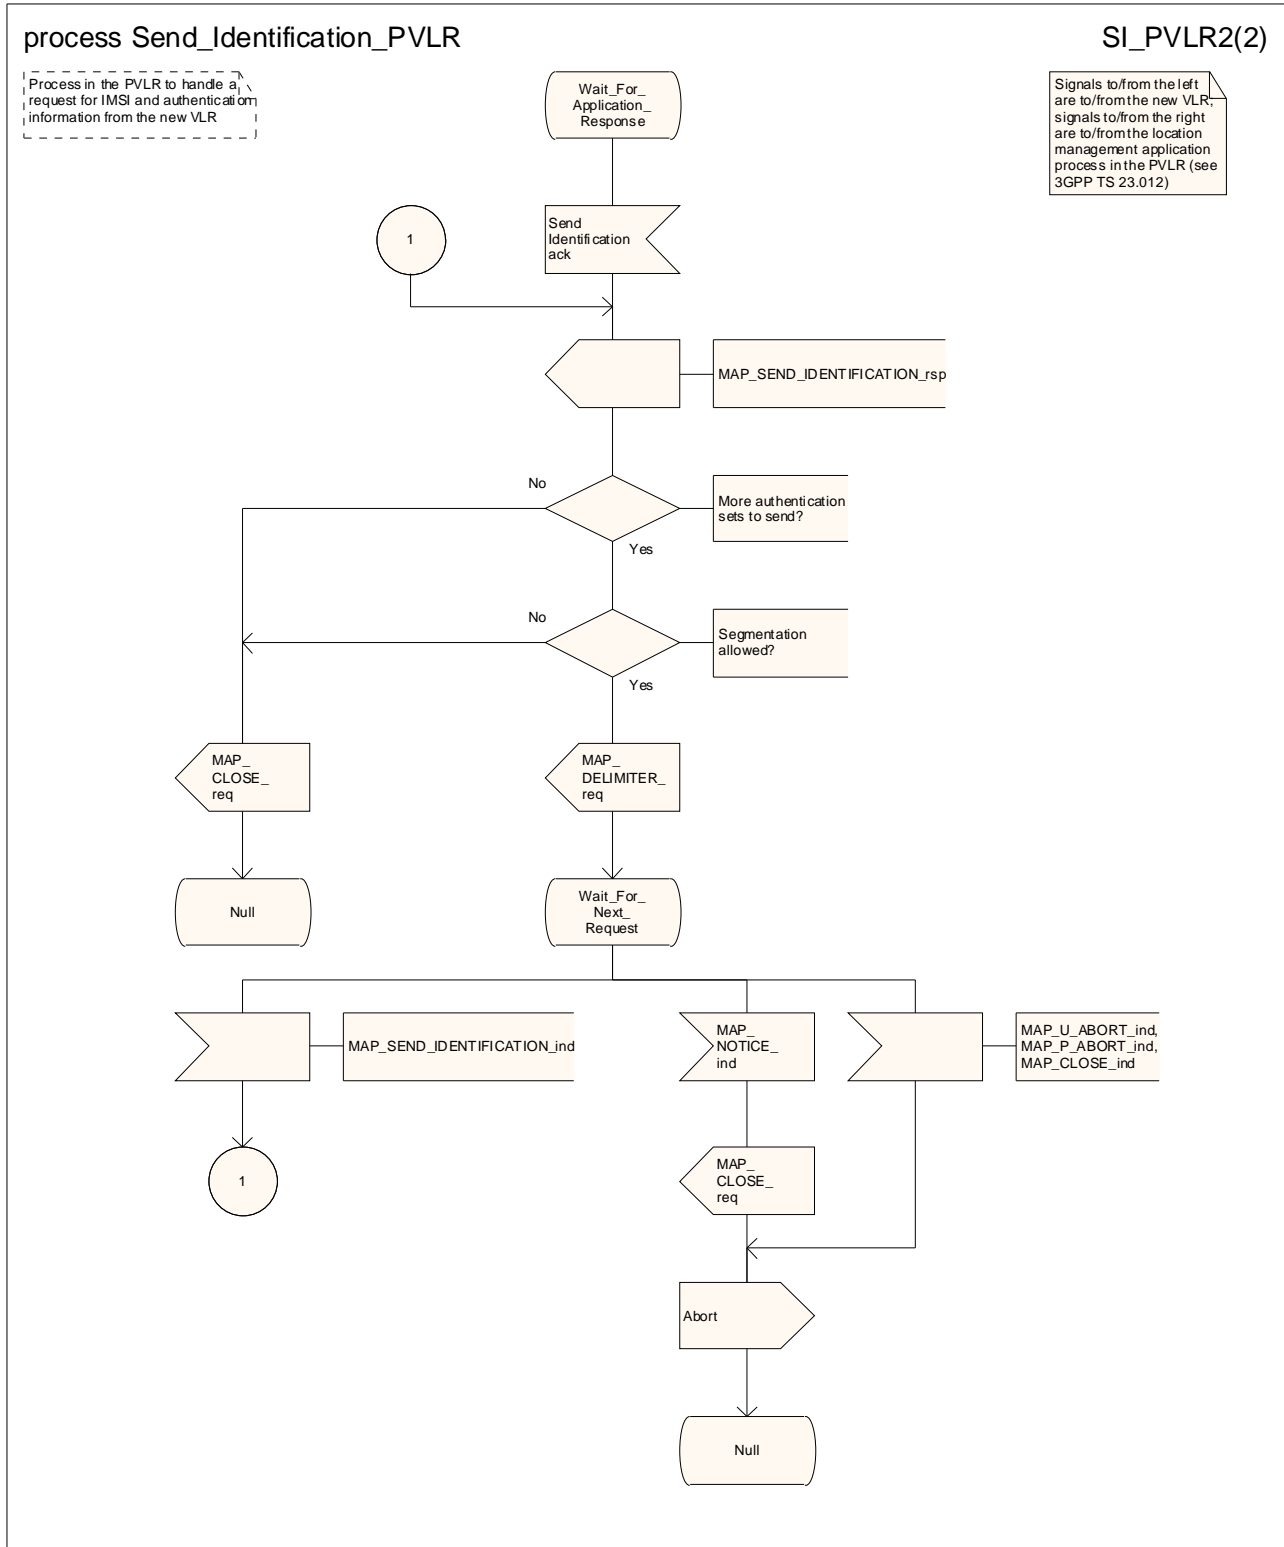 process Send_Identification_PVLR
SI_PVLR2(2)
Process in the PVLR to handle a
request for IMSI and authentication
information from the new VLR
Signals to/from the left
are to/from the new VLR;
signals to/from the right
are to/from the location
management application
process in the PVLR (see
3GPP TS 23.012)
Wait_For_
Application_
Response
1
Send
Identification
ack
MAP_SEND_IDENTIFICATION_rsp
No
More authentication
sets to send?
Yes
No
Segmentation
allowed?
Yes
MAP_
CLOSE_
req
MAP_
DELIMITER_
req
Null
Wait_For_
Next_
Request
MAP_SEND_IDENTIFICATION_ind
MAP_
NOTICE_
ind
MAP_U_ABORT_ind,
MAP_P_ABORT_ind,
MAP_CLOSE_ind
1
MAP_
CLOSE_
req
Abort
Null